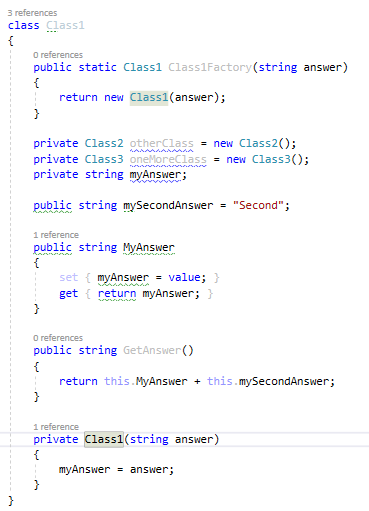 3 references
class Class1
{
0 references
public static Class1 Class1Factory(string answer)
{
return new Class1(answer);
}
private Class2 otherClass = new Class2();
private Class3 oneMoreClass = new Class3();
private string myAnswer;
public string mySecondAnswer = "Second";
1 reference
public string MyAnswer
{
set { myAnswer = value; }
get { return myAnswer; }
}
0 references
public string GetAnswer()
{
return this.MyAnswer + this.mySecondAnswer;
}
1 reference
private Class1(string answer)
{
myAnswer = answer;
}
}